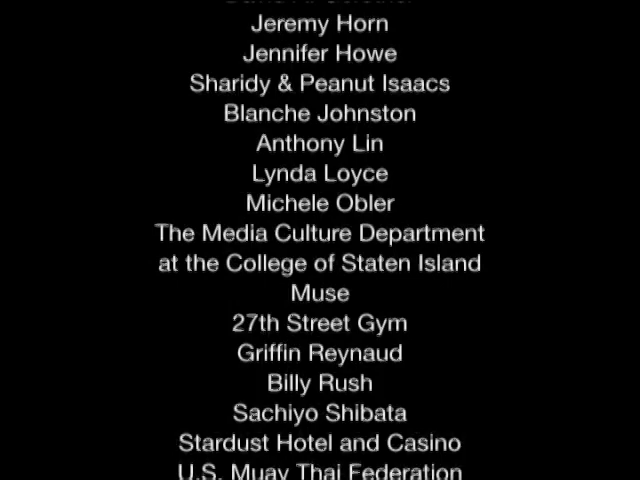 Jeremy Horn
Jennifer Howe
Sharidy & Peanut Isaacs
Blanche Johnston
Anthony Lin
Lynda Loyce
Michele Obler
The Media Culture Department
at the College of Staten Island
Muse
27th Street Gym
Griffin Reynaud
Billy Rush
Sachiyo Shibata
Stardust Hotel and Casino
U.S. Muay Thai Federation